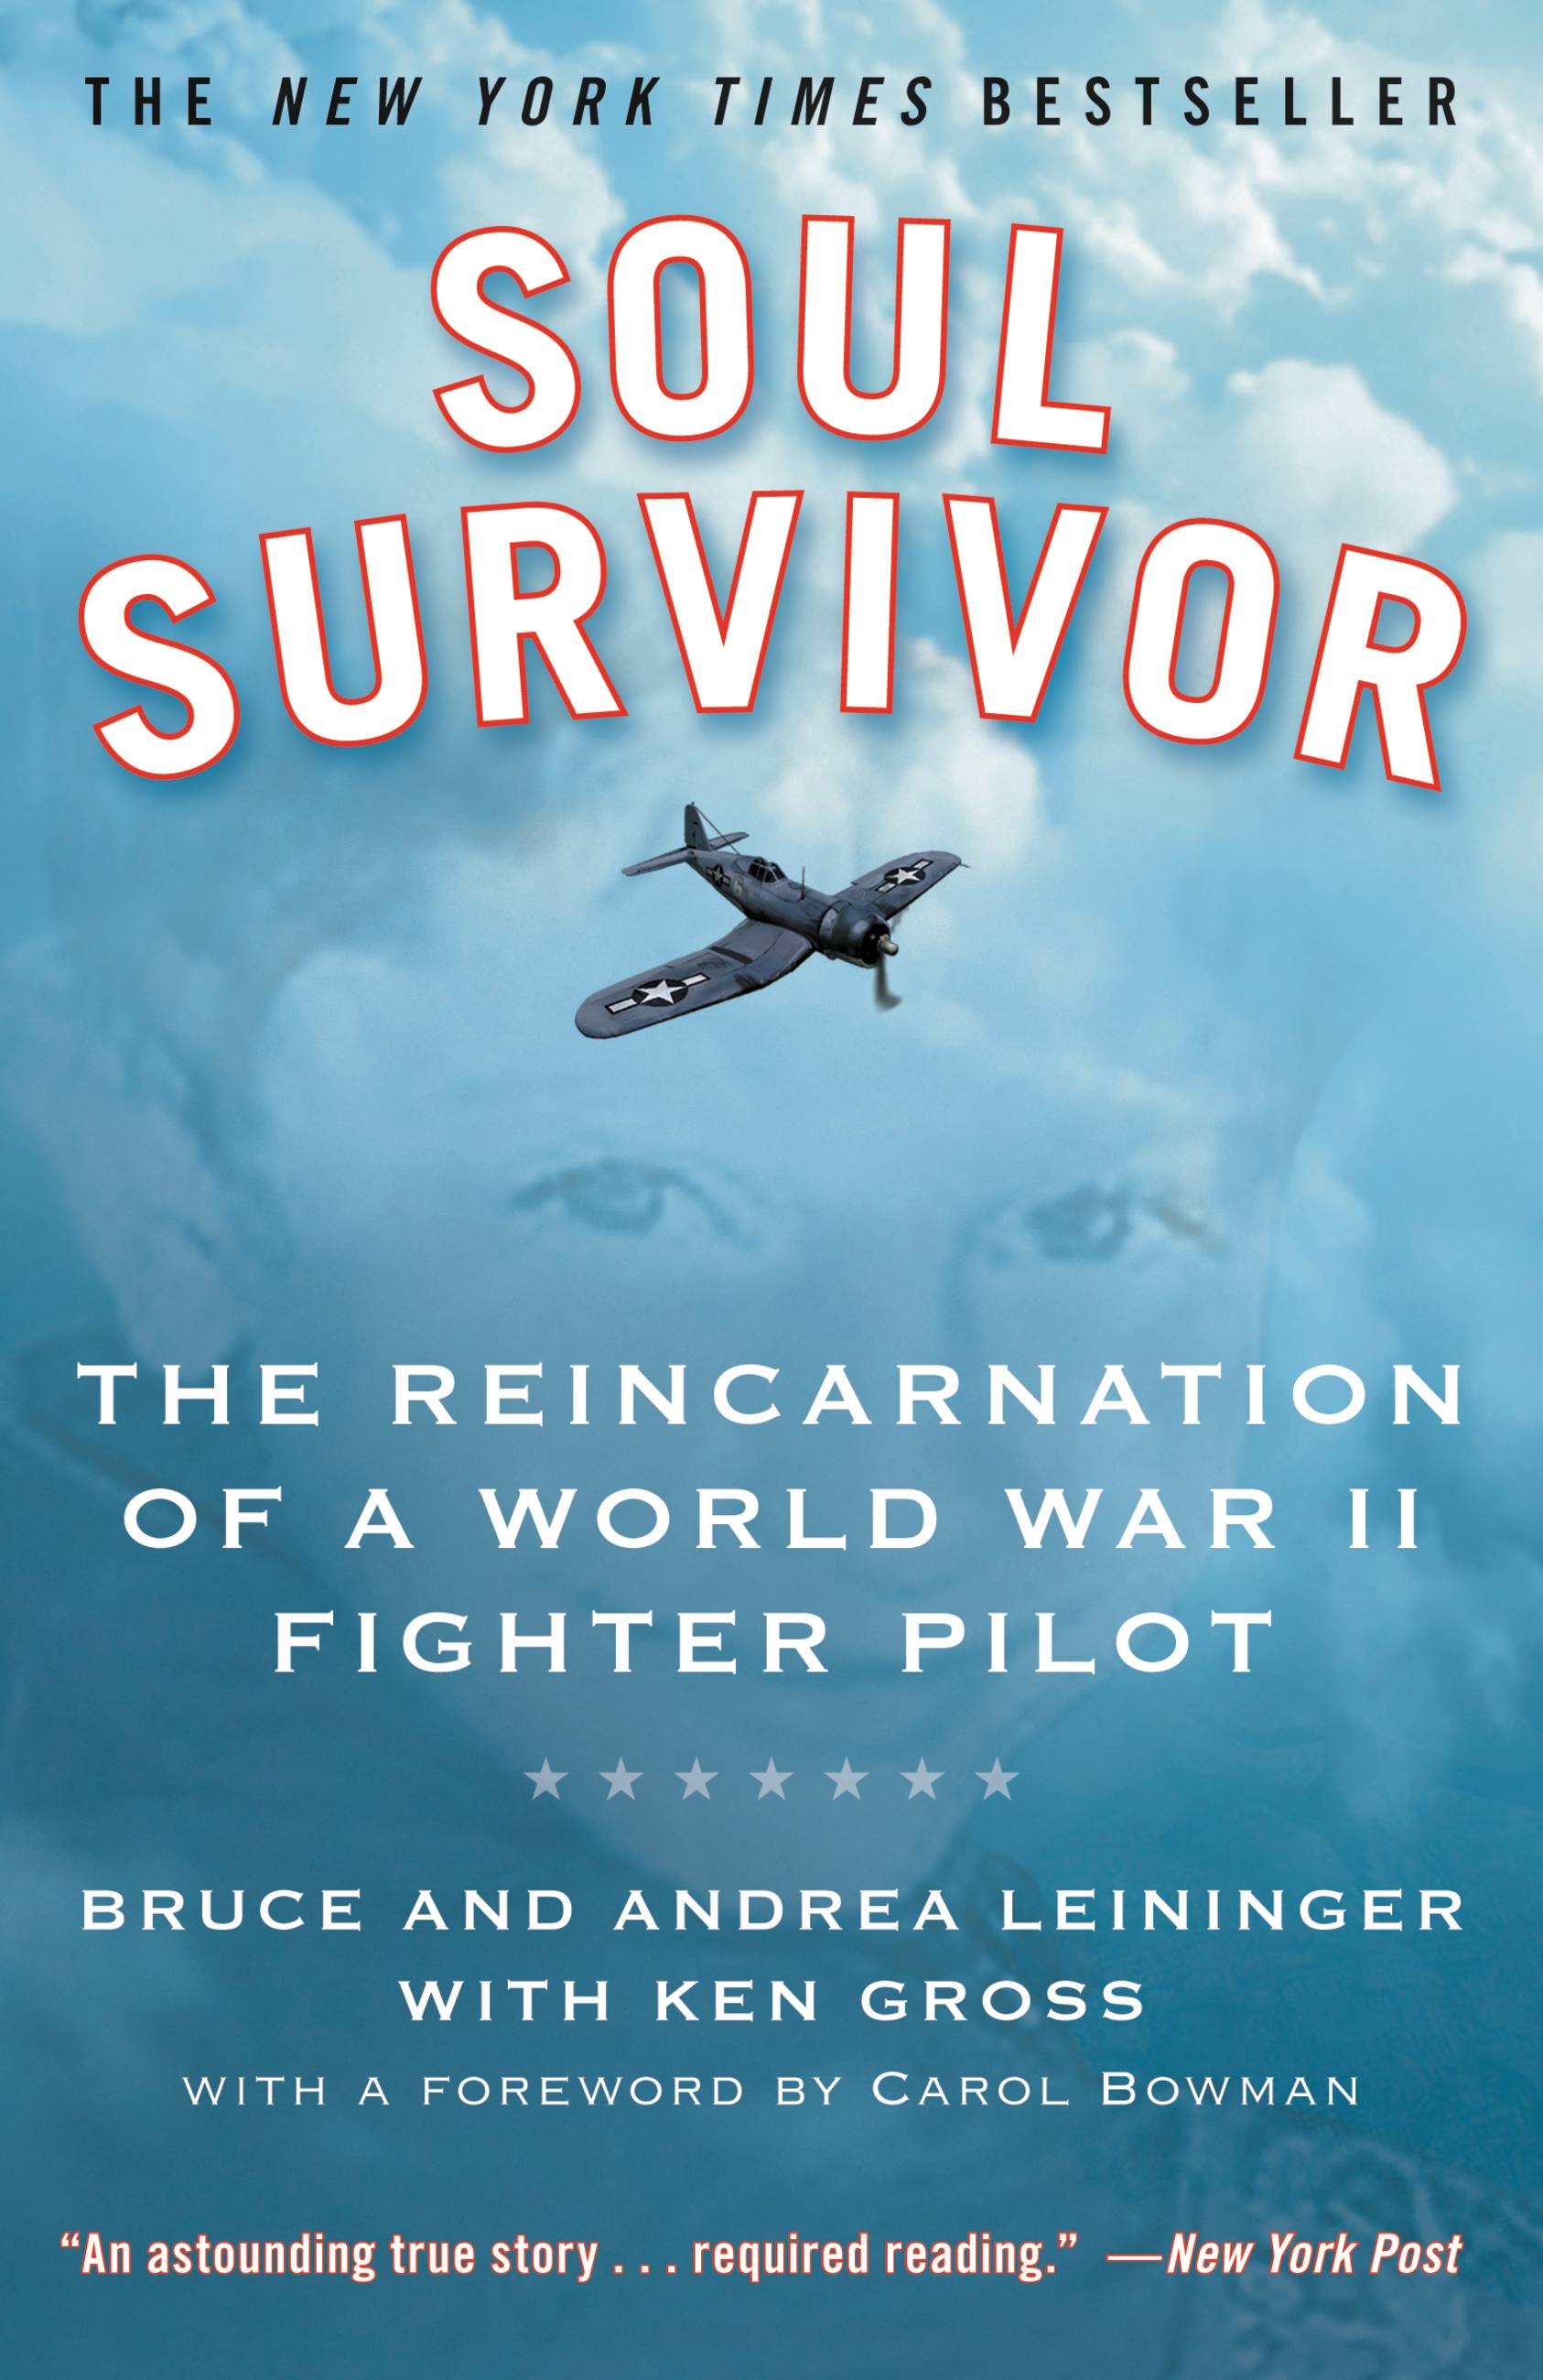 THE NEW YORK TIMES BESTSELLER
SOUL
SURVIVOR
THE REINCARNATION
OF A WORLD WAR II
FIGHTER PILOT
BRUCE AND ANDREA LEININGER
WITH KEN GROSS
WITH A FOREWORD BY CAROL BOWMAN
“An astounding true story . . . required reading.” —New York Post